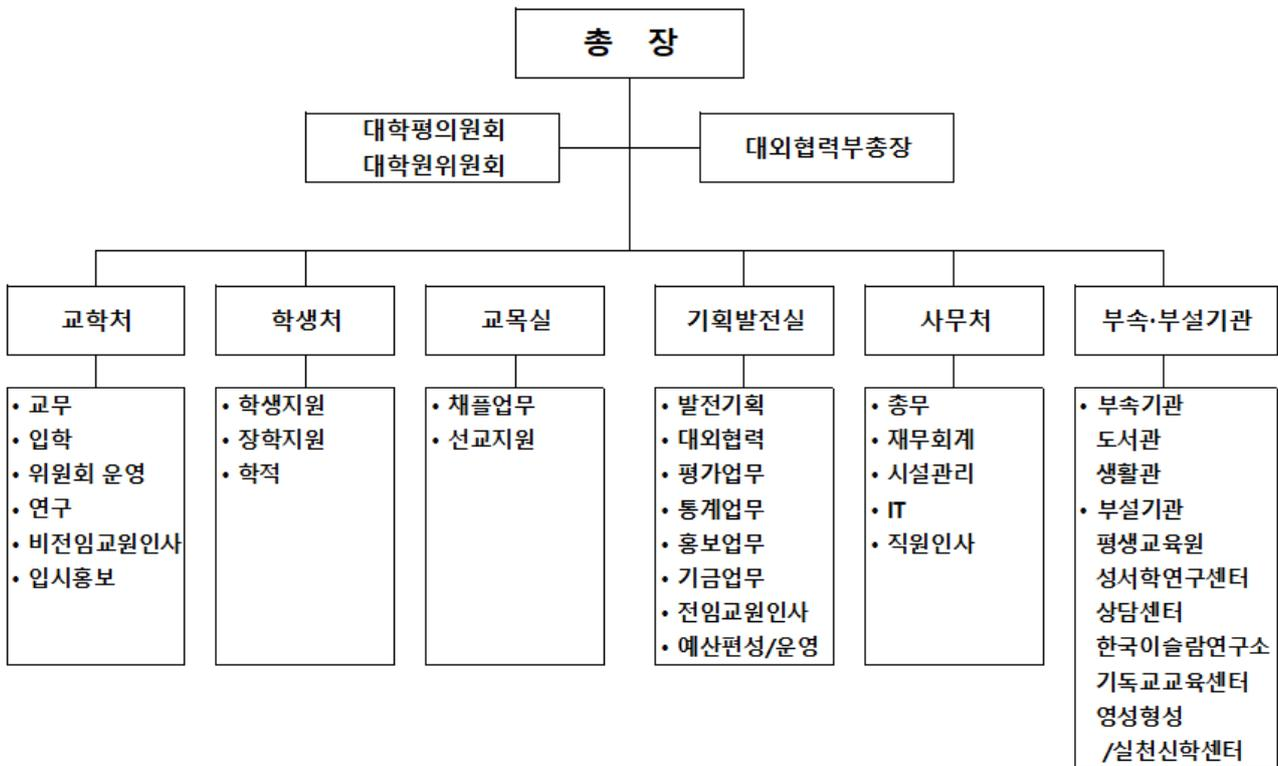 총 장
대학평의원회
대학원위원회
대외협력부총장
교학처
학생처
교목실
기획발전실
사무처
부속·부설기관
• 교무
• 입학
• 위원회 운영
• 연구
• 비전임교원인사
• 입시홍보
• 학생지원
• 장학지원
• 학적
• 채플업무
• 선교지원
• 발전기획
• 대외협력
• 평가업무
• 통계업무
• 홍보업무
• 기금업무
• 전임교원인사
• 예산편성/운영
• 총무
• 재무회계
• 시설관리
• IT
• 직원인사
• 부속기관
도서관
생활관
• 부설기관
평생교육원
성서학연구센터
상담센터
한국이슬람연구소
기독교교육센터
영성형성
/실천신학센터